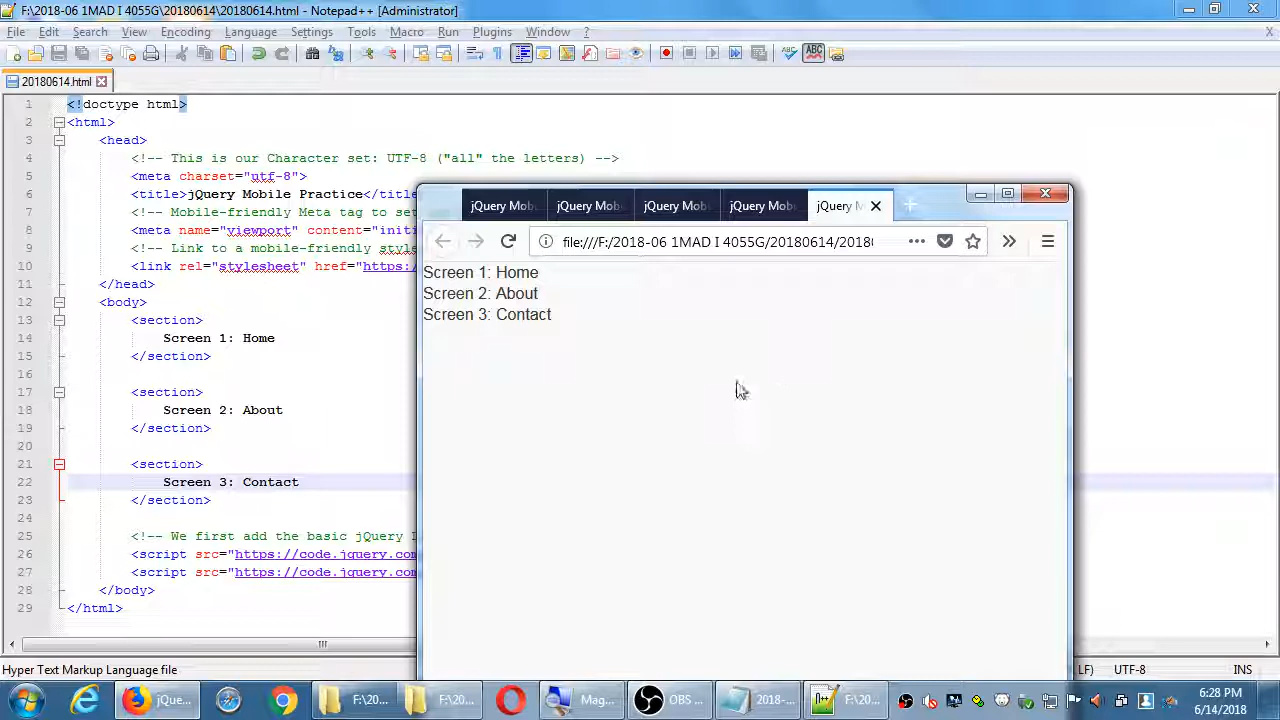 F:\2018-06 1MAD I 4055G\20180614\20180614.html - Notepad++ [Administrator]
File Edit Search View Encoding Language Settings Tools Macro Run Plugins Window ?
20180614.html
1 <!doctype html>
2 <html>
3 <head>
4 <!-- This is our Character set: UTF-8 ("all" the letters) -->
5 <meta charset="utf-8">
6 <title>jQuery Mobile Practice</title
7 <!-- Mobile-friendly Meta tag to set
8 <meta name="viewport" content="initi
9 <!-- Link to a mobile-friendly style
10 <link rel="stylesheet" href="https:/
11 </head>
12 <body>
13 <section>
14 Screen 1: Home
15 </section>
16
17 <section>
18 Screen 2: About
19 </section>
20
21 <section>
22 Screen 3: Contact
23 </section>
24
25 <!-- We first add the basic jQuery
26 <script src="https://code.jquery.com
27 <script src="https://code.jquery.com
28 </body>
29 </html>
jQuery Mob jQuery Mob jQuery Mob jQuery Mob jQuery M
file:///F:/2018-06 1MAD I 4055G/20180614/2018
Screen 1: Home
Screen 2: About
Screen 3: Contact
Hyper Text Markup Language file LF) UTF-8 INS
jQue... F:\20... F:\20... Mag... OBS ... 2018-... F:\20...
6:28 PM
6/14/2018